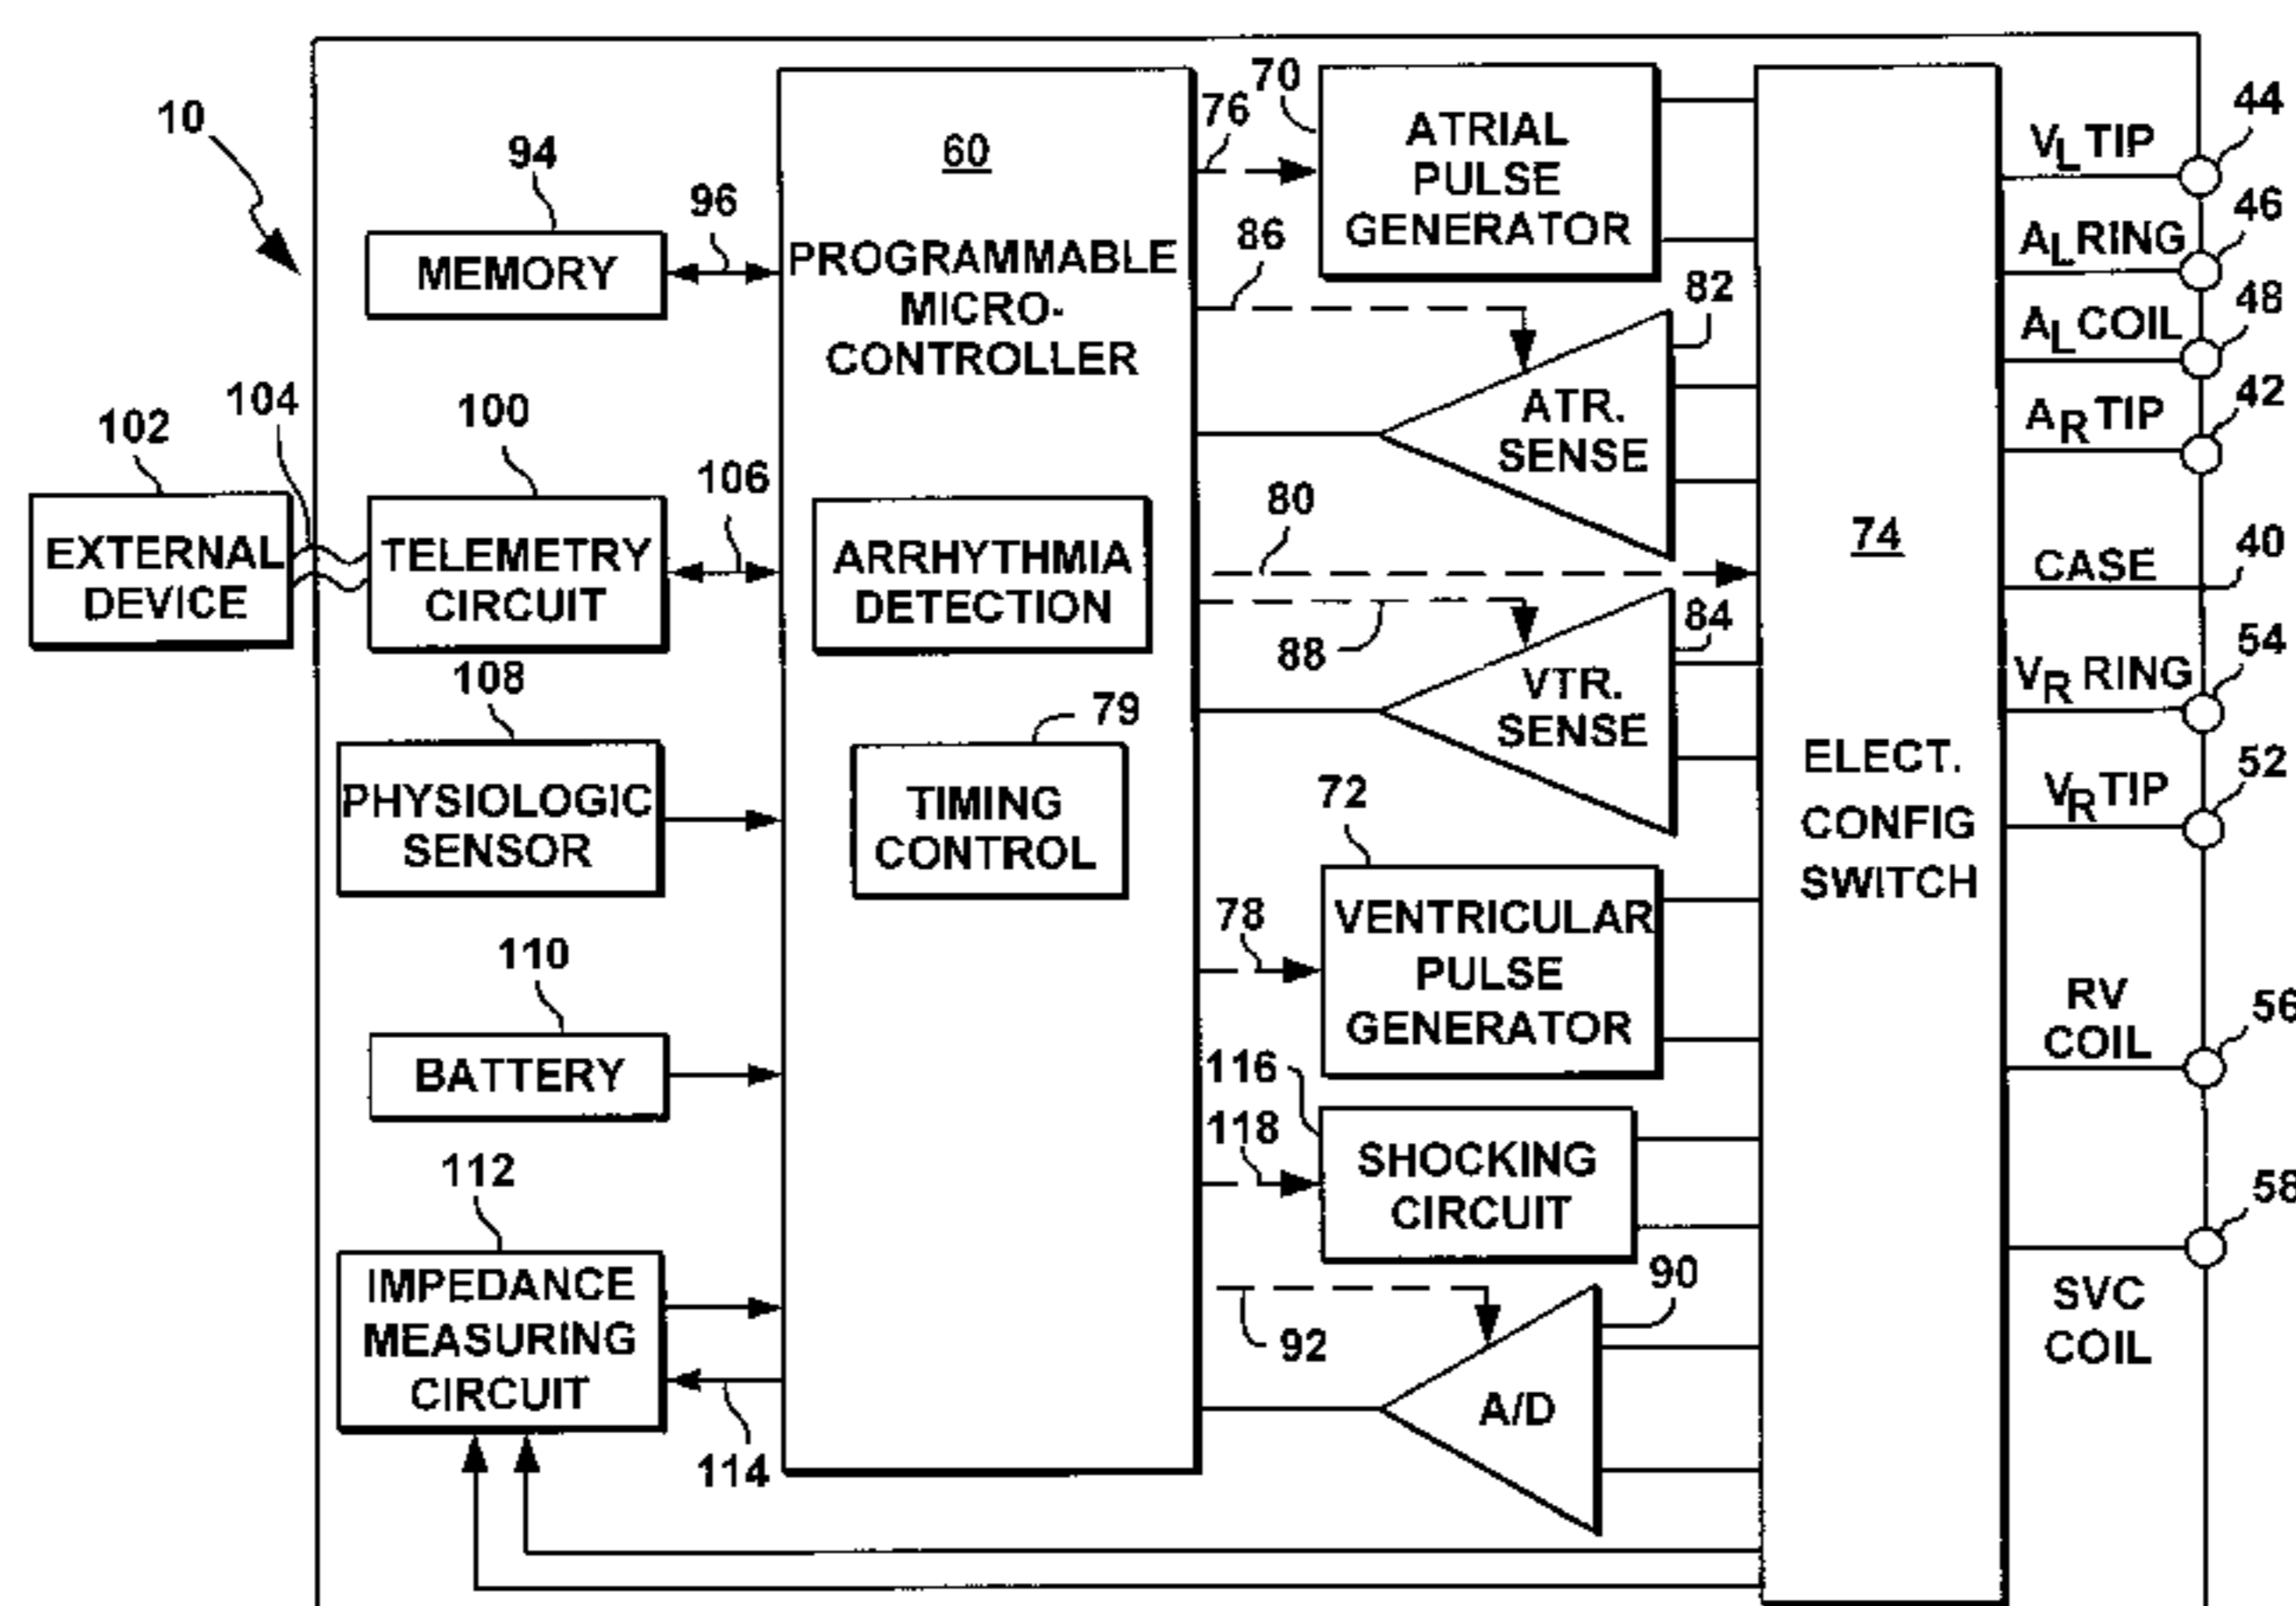 10
94
MEMORY
96
102
EXTERNAL
DEVICE
104
100
TELEMETRY
CIRCUIT
106
108
PHYSIOLOGIC
SENSOR
110
BATTERY
112
IMPEDANCE
MEASURING
CIRCUIT
114
60
PROGRAMMABLE
MICRO-
CONTROLLER
ARRHYTHMIA
DETECTION
79
TIMING
CONTROL
76
70
ATRIAL
PULSE
GENERATOR
86
82
ATR.
SENSE
80
88
84
VTR.
SENSE
72
78
VENTRICULAR
PULSE
GENERATOR
116
118
SHOCKING
CIRCUIT
90
92
A/D
74
ELECT.
CONFIG
SWITCH
VL TIP
44
AL RING
46
AL COIL
48
AR TIP
42
CASE
40
VR RING
54
VR TIP
52
RV
COIL
56
58
SVC
COIL